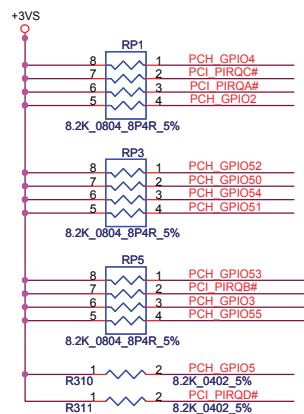 +3VS
RP1
8 1 PCH_GPIO4
7 2 PCI_PIRQC#
6 3 PCI_PIRQA#
5 4 PCH_GPIO2
8.2K_0804_8P4R_5%
RP3
8 1 PCH_GPIO52
7 2 PCH_GPIO50
6 3 PCH_GPIO54
5 4 PCH_GPIO51
8.2K_0804_8P4R_5%
RP5
8 1 PCH_GPIO53
7 2 PCI_PIRQB#
6 3 PCH_GPIO3
5 4 PCH_GPIO55
8.2K_0804_8P4R_5%
1 2 PCH_GPIO5
R310 8.2K_0402_5%
1 2 PCI_PIRQD#
R311 8.2K_0402_5%